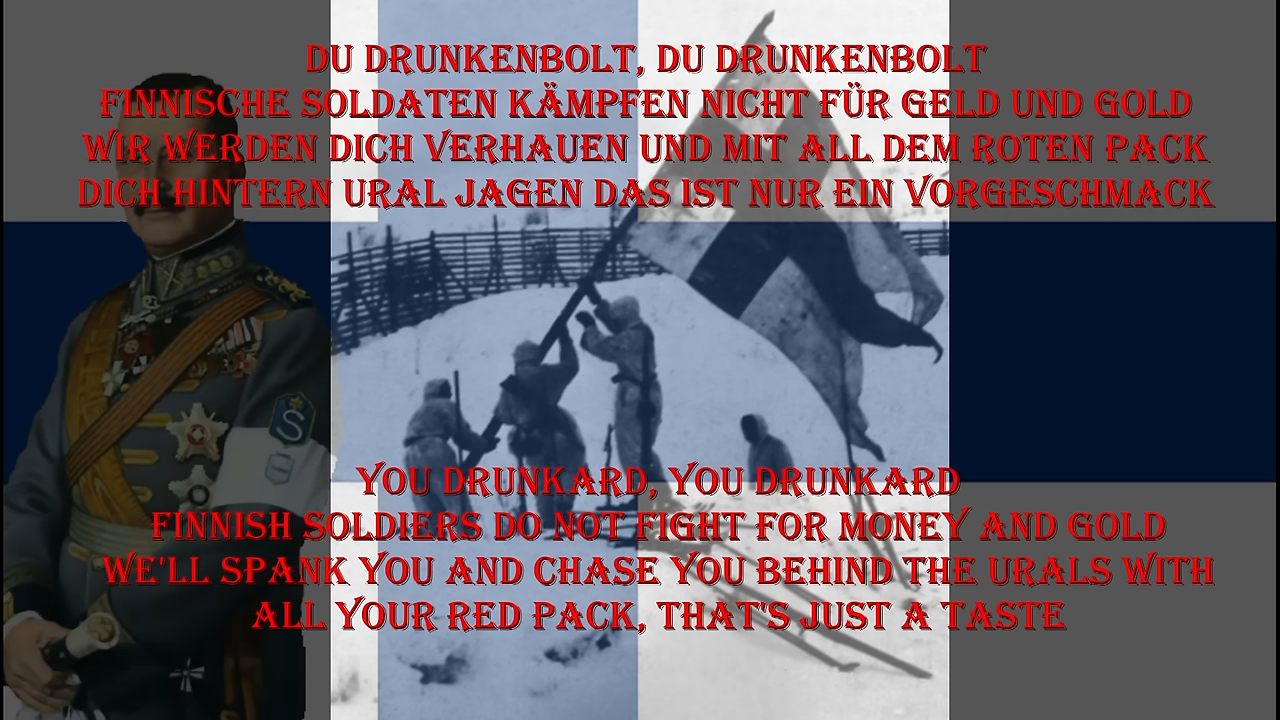 DU DRUNKENBOLT, DU DRUNKENBOLT
FINNISCHE SOLDATEN KÄMPFEN NICHT FÜR GELD UND GOLD
WIR WERDEN DICH VERHAUEN UND MIT ALL DEM ROTEN PACK
DICH HINTERN URAL JAGEN DAS IST NUR EIN VORGESCHMACK
YOU DRUNKARD, YOU DRUNKARD
FINNISH SOLDIERS DO NOT FIGHT FOR MONEY AND GOLD
WE'LL SPANK YOU AND CHASE YOU BEHIND THE URALS WITH
ALL YOUR RED PACK, THAT'S JUST A TASTE
S